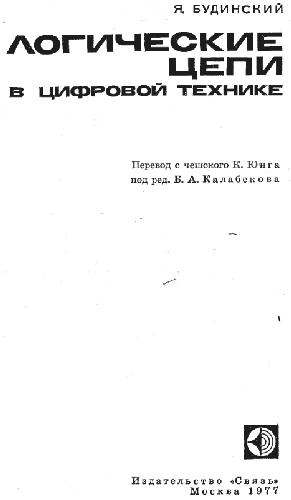 Я. БУДИНСКИЙ
ЛОГИЧЕСКИЕ
ЦЕПИ
В ЦИФРОВОЙ ТЕХНИКЕ
Перевод с чешского К. Юнга
под ред. Б. А. Калабекова
Издательство «Связь»
Москва 1977